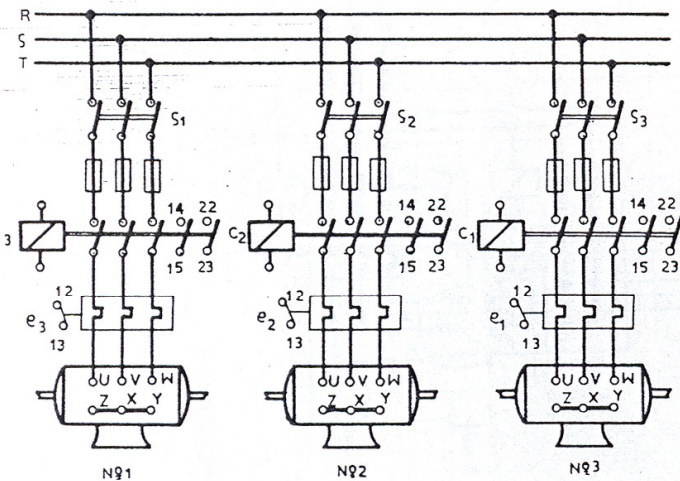 R
S
T
S1 S2 S3
14 22 14 22 14 22
3 C2 C1
15 23 15 23 15 23
12 12 12
e3 e2 e1
13 13 13
U V W U V W U V W
Z X Y Z X Y Z X Y
Nº1 Nº2 Nº3